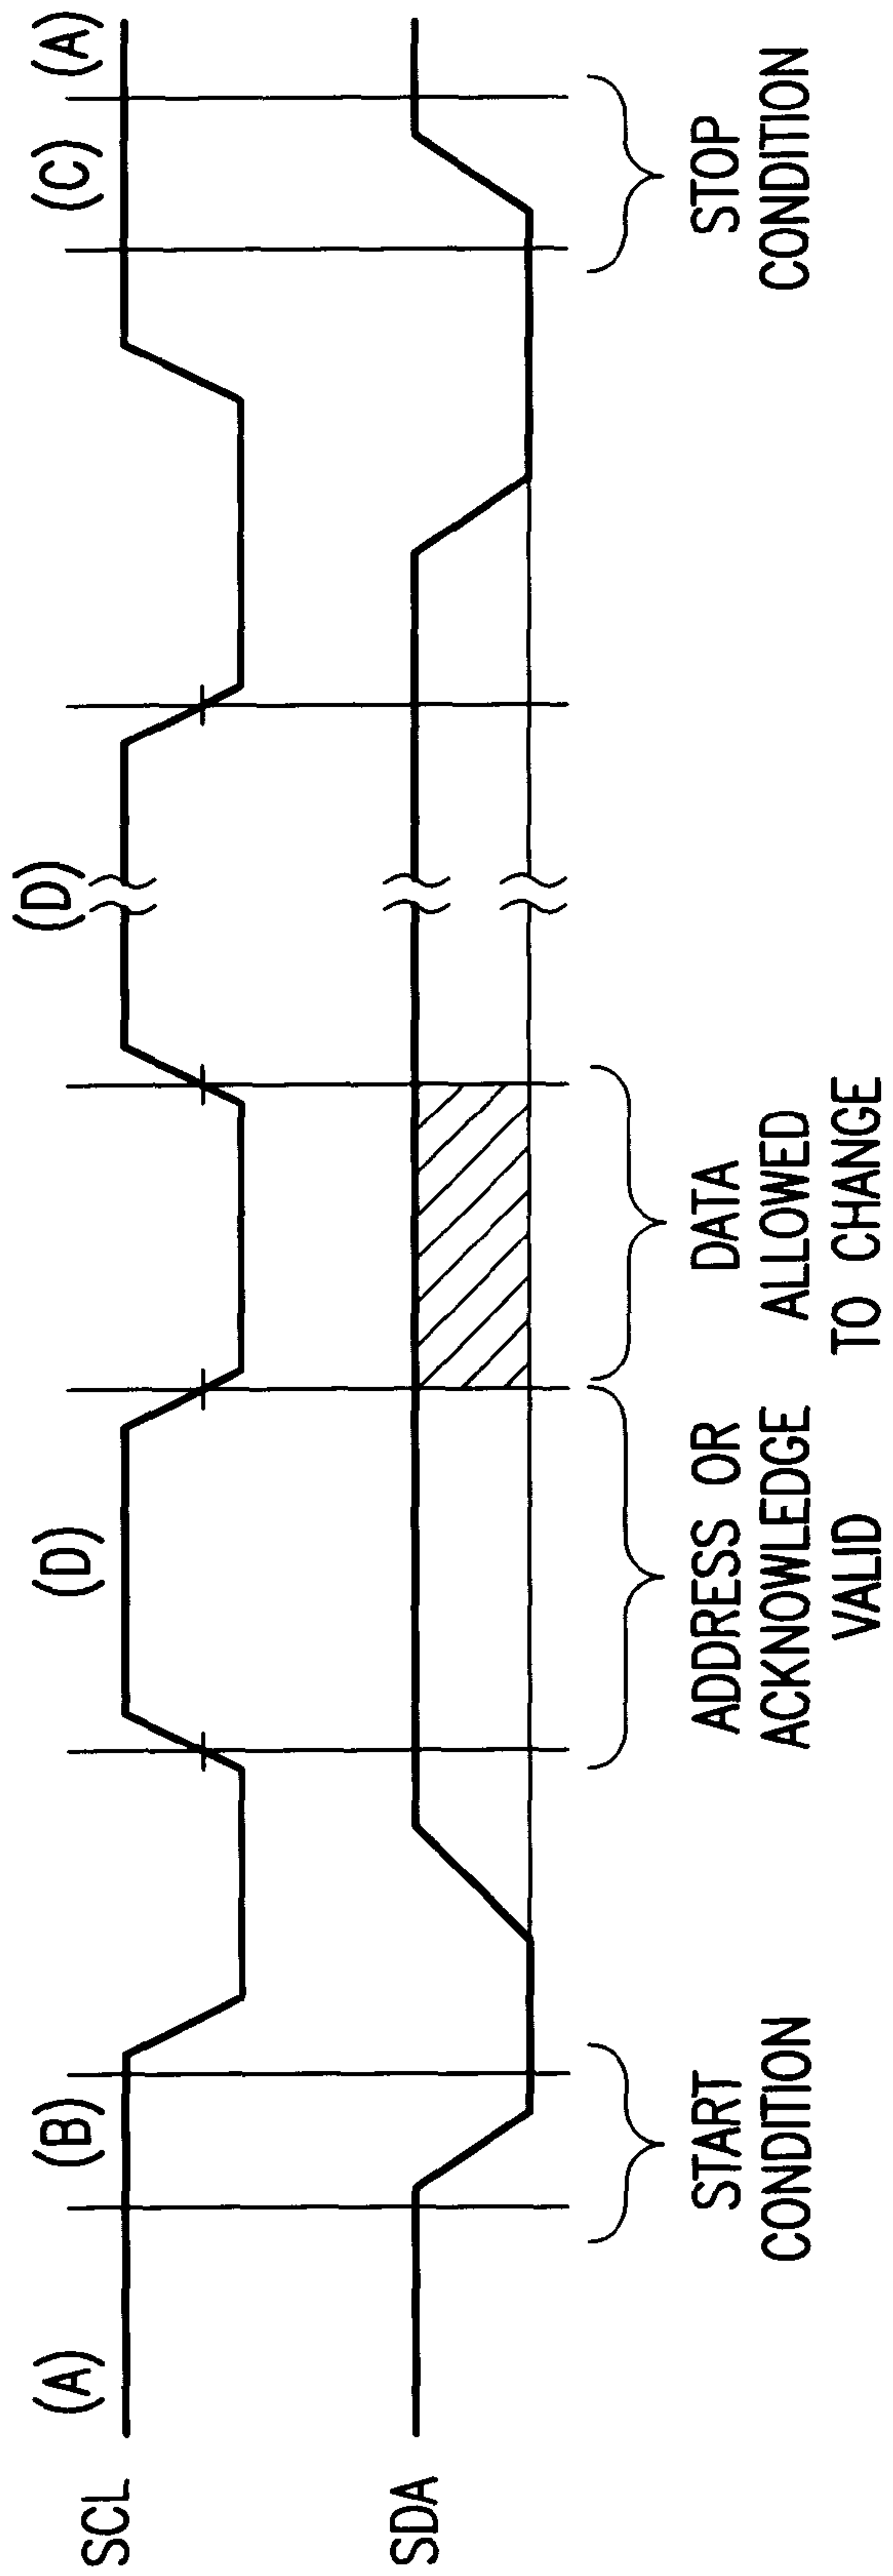 (A)
(B)
(D)
(D)
(C)
(A)
SCL
SDA
START
CONDITION
ADDRESS OR
ACKNOWLEDGE
VALID
DATA
ALLOWED
TO CHANGE
STOP
CONDITION